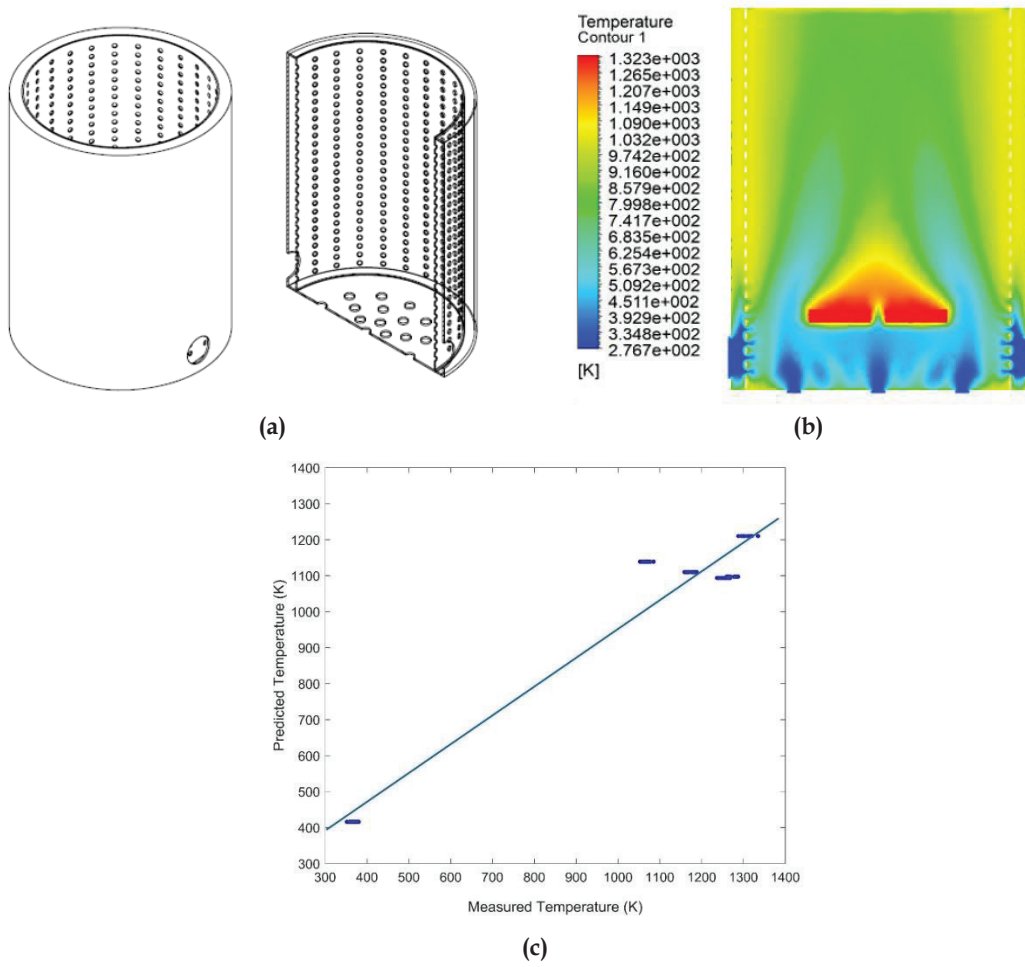 Temperature
Contour 1
1.323e+003
1.265e+003
1.207e+003
1.149e+003
1.090e+003
1.032e+003
9.742e+002
9.160e+002
8.579e+002
7.998e+002
7.417e+002
6.835e+002
6.254e+002
5.673e+002
5.092e+002
4.511e+002
3.929e+002
3.348e+002
2.767e+002
[K]
(a)
(b)
1400
1300
1200
1100
1000
900
800
700
600
500
400
300
Predicted Temperature (K)
300 400 500 600 700 800 900 1000 1100 1200 1300 1400
Measured Temperature (K)
(c)